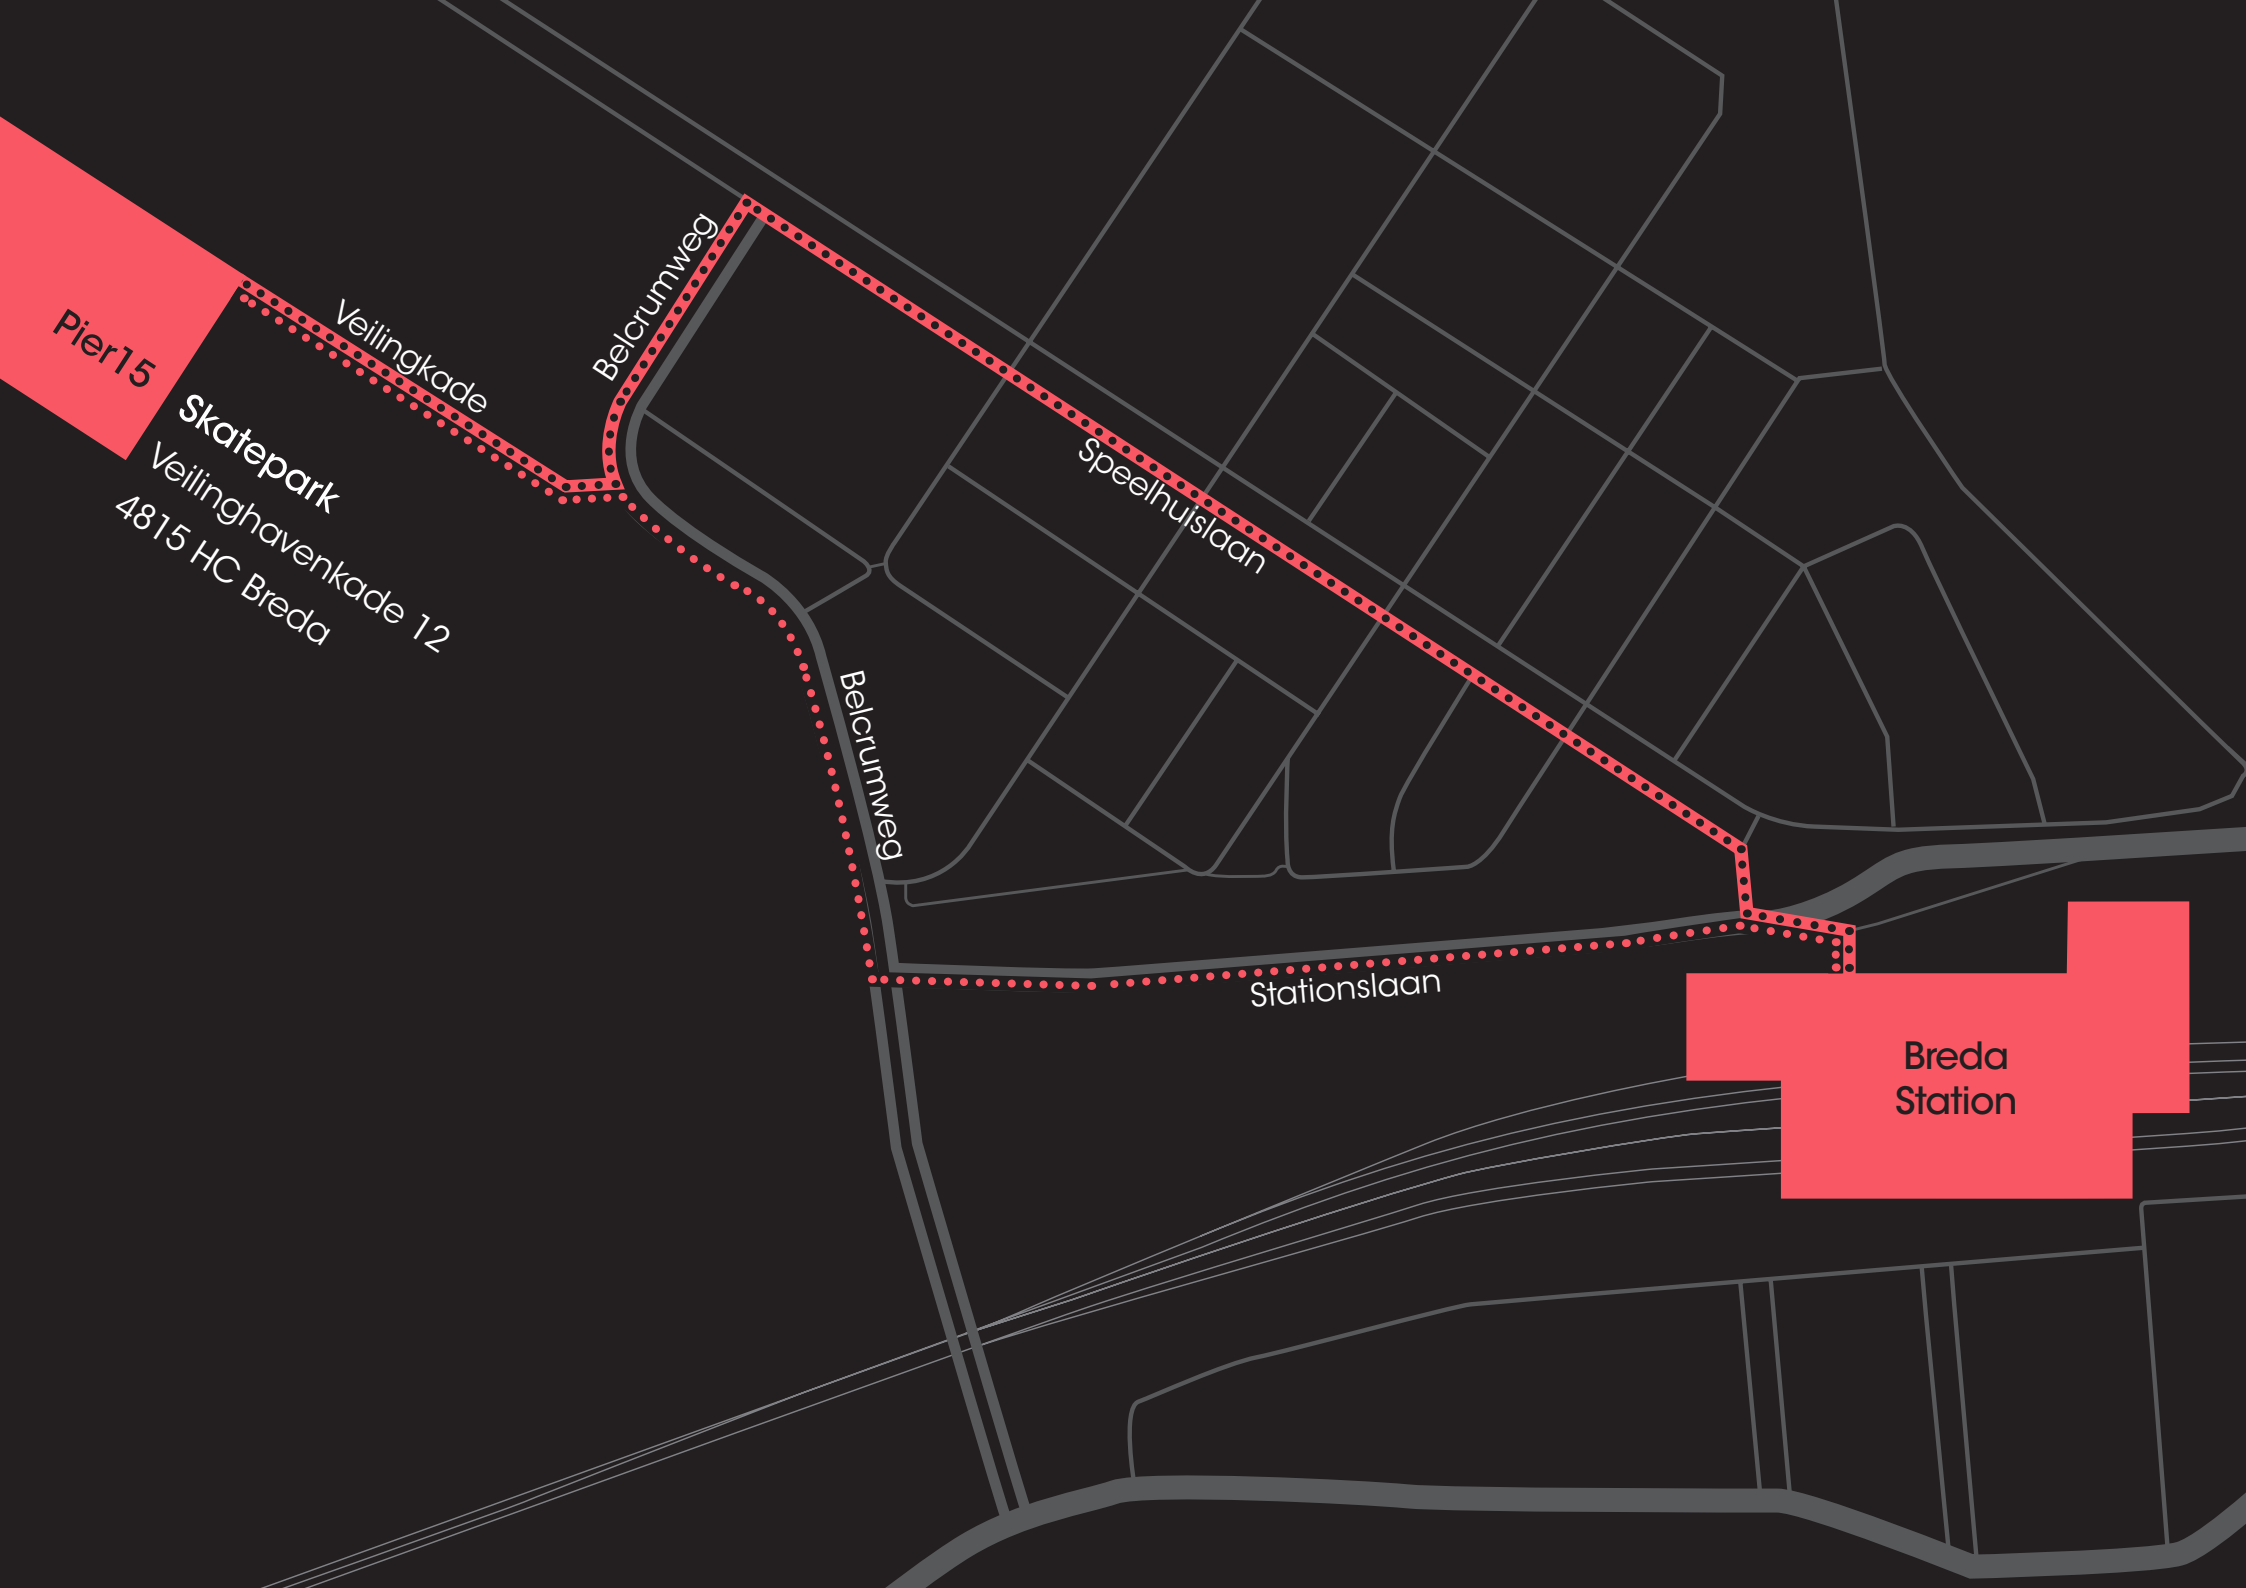 Pier15
Skatepark
Veilinghavenkade 12
4815 HC Breda
Veilingkade
Belcrumweg
Speelhuislaan
Belcrumweg
Stationslaan
Breda
Station